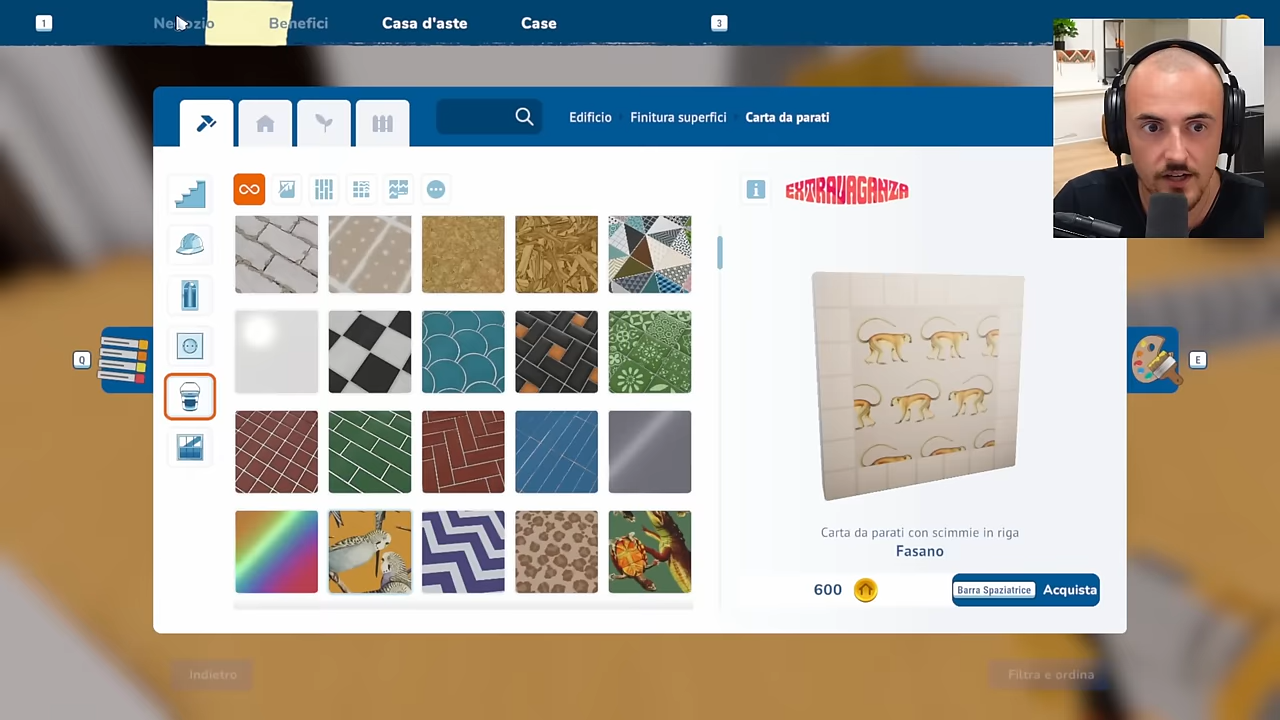 1 Negozio Benefici Casa d'aste Case 3
Edificio Finitura superfici Carta da parati
EXTRAVAGANZA
Q
E
Carta da parati con scimmie in riga
Fasano
600
Barra Spaziatrice Acquista
Indietro
Filtra e ordina